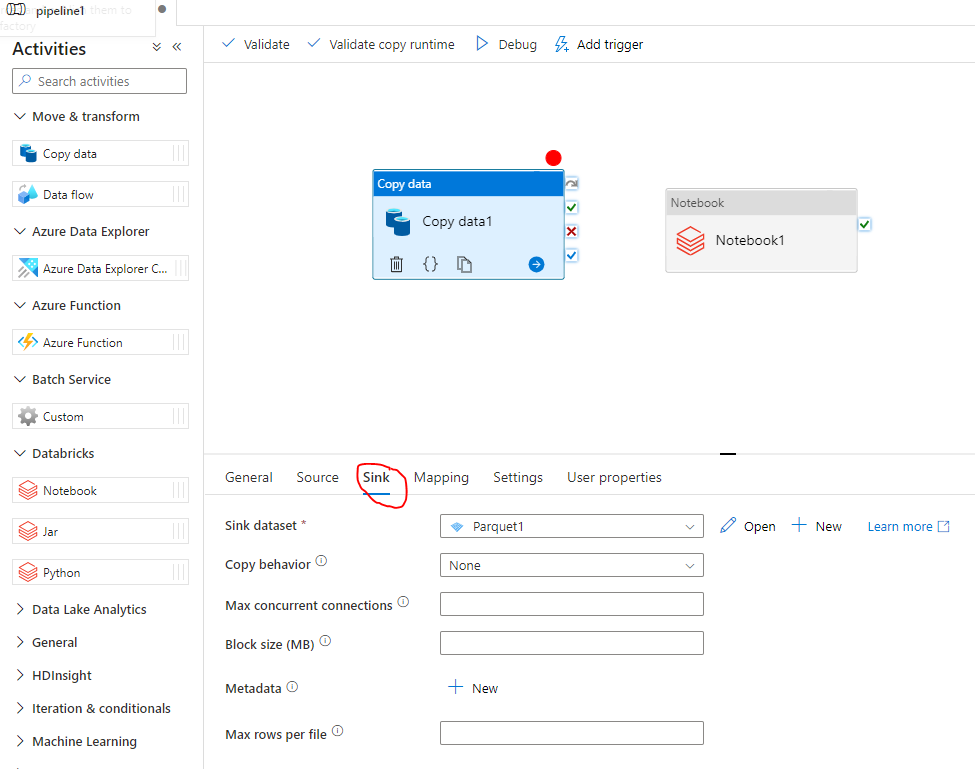 pipeline1
them to
factory
Activities
Search activities
Move & transform
Copy data
Data flow
Azure Data Explorer
Azure Data Explorer C...
Azure Function
Azure Function
Batch Service
Custom
Databricks
Notebook
Jar
Python
Data Lake Analytics
General
HDInsight
Iteration & conditionals
Machine Learning
Validate Validate copy runtime Debug Add trigger
Copy data
Copy data1
{}
Notebook
Notebook1
General Source Sink Mapping Settings User properties
Sink dataset * Parquet1 Open New Learn more
Copy behavior None
Max concurrent connections
Block size (MB)
Metadata New
Max rows per file